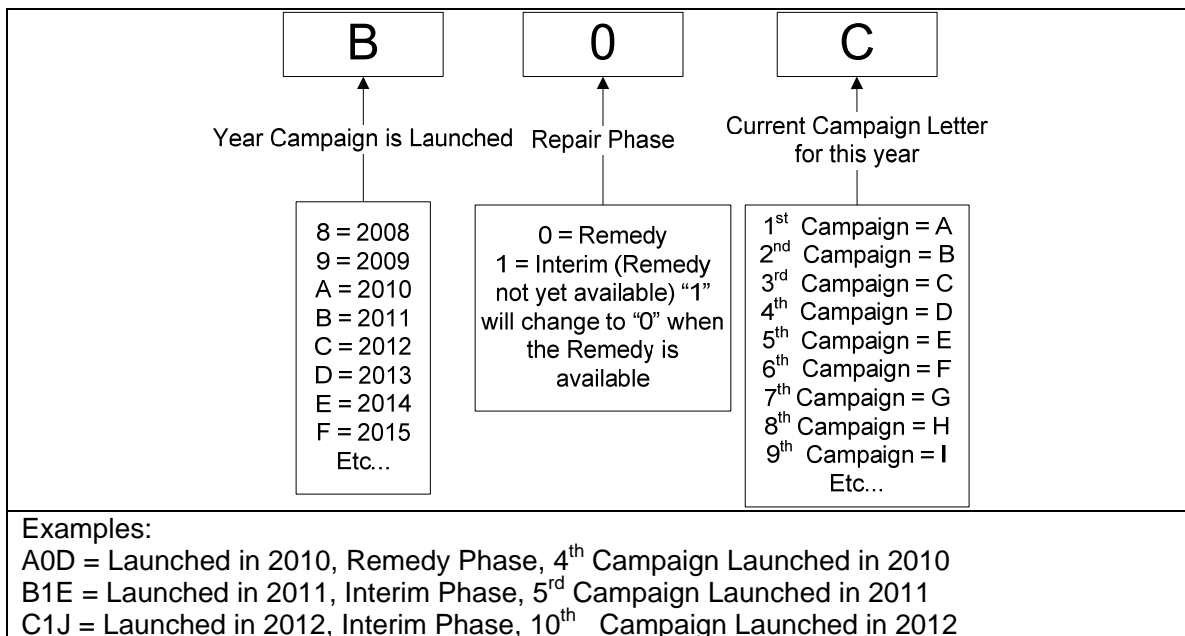 B
0
C
Year Campaign is Launched
Repair Phase
Current Campaign Letter
for this year
8 = 2008
9 = 2009
A = 2010
B = 2011
C = 2012
D = 2013
E = 2014
F = 2015
Etc...
0 = Remedy
1 = Interim (Remedy
not yet available) “1”
will change to “0” when
the Remedy is
available
1st Campaign = A
2nd Campaign = B
3rd Campaign = C
4th Campaign = D
5th Campaign = E
6th Campaign = F
7th Campaign = G
8th Campaign = H
9th Campaign = I
Etc...
Examples:
A0D = Launched in 2010, Remedy Phase, 4th Campaign Launched in 2010
B1E = Launched in 2011, Interim Phase, 5rd Campaign Launched in 2011
C1J = Launched in 2012, Interim Phase, 10th Campaign Launched in 2012